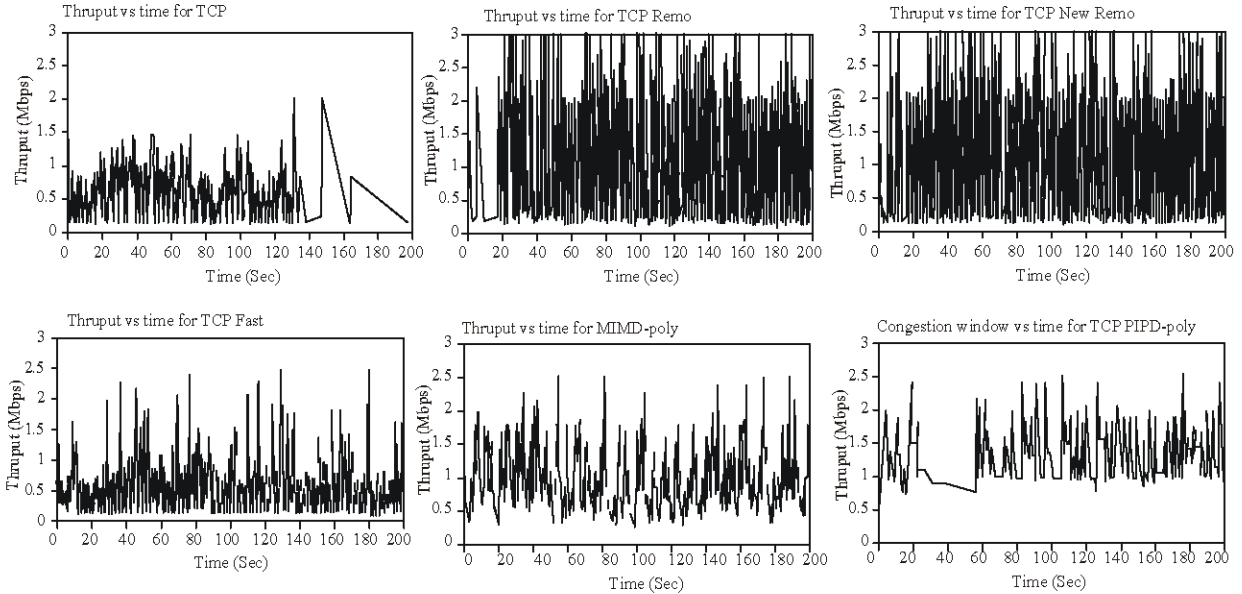 Thruput vs time for TCP
Thruput (Mbps)
3
2.5
2
1.5
1
0.5
0
0 20 40 60 80 100 120 140 160 180 200
Time (Sec)
Thruput vs time for TCP Remo
Thruput (Mbps)
3
2.5
2
1.5
1
0.5
0
0 20 40 60 80 100 120 140 160 180 200
Time (Sec)
Thruput vs time for TCP New Remo
Thruput (Mbps)
3
2.5
2
1.5
1
0.5
0
0 20 40 60 80 100 120 140 160 180 200
Time (Sec)
Thruput vs time for TCP Fast
Thruput (Mbps)
3
2.5
2
1.5
1
0.5
0
0 20 40 60 80 100 120 140 160 180 200
Time (Sec)
Thruput vs time for MIMD-poly
Thruput (Mbps)
3
2.5
2
1.5
1
0.5
0
0 20 40 60 80 100 120 140 160 180 200
Time (Sec)
Congestion window vs time for TCP PIPD-poly
Thruput (Mbps)
3
2.5
2
1.5
1
0.5
0
0 20 40 60 80 100 120 140 160 180 200
Time (Sec)